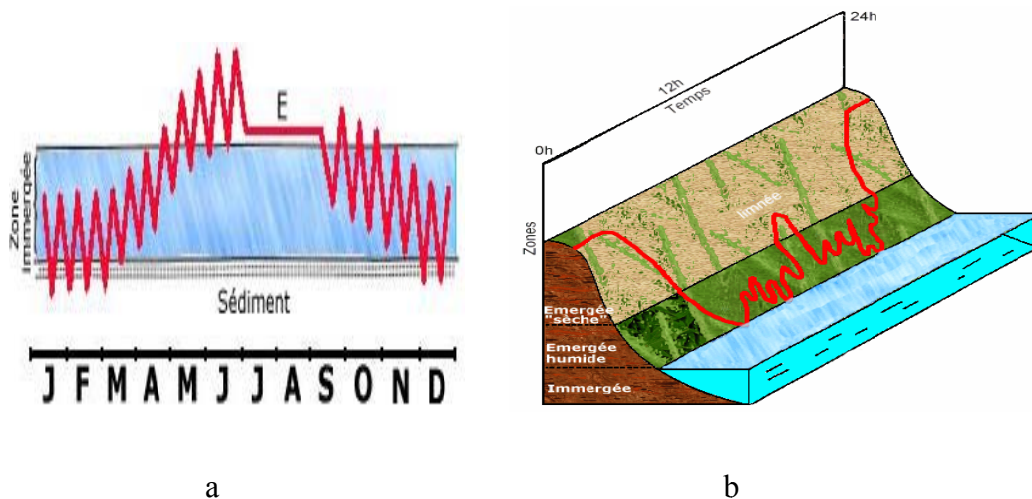 E
Zone
immergée
Sédiment
J F M A M J J A S O N D
a
24h
12h
Temps
0h
Zones
limnée
Emergée
"sèche"
Emergée
humide
Immergée
b